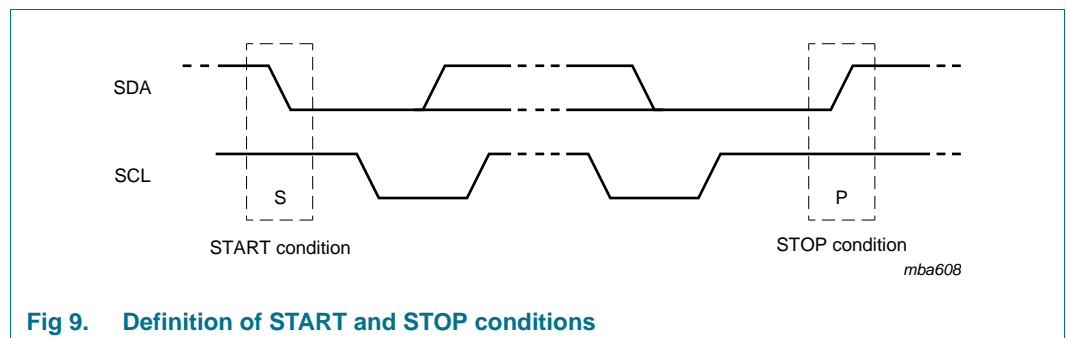 SDA
SCL
S
P
START condition
STOP condition
mba608
Fig 9. Definition of START and STOP conditions